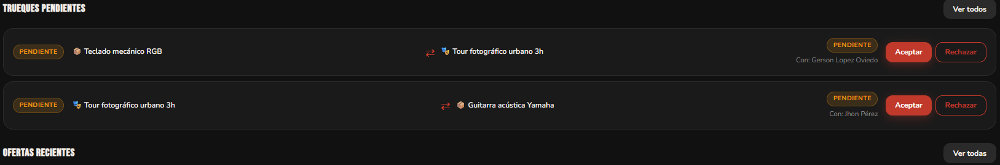 TRUEQUES PENDIENTES
Ver todos
PENDIENTE
Teclado mecánico RGB
Tour fotográfico urbano 3h
PENDIENTE
Con: Gerson Lopez Oviedo
Aceptar
Rechazar
PENDIENTE
Tour fotográfico urbano 3h
Guitarra acústica Yamaha
PENDIENTE
Con: Jhon Pérez
Aceptar
Rechazar
OFERTAS RECIENTES
Ver todas